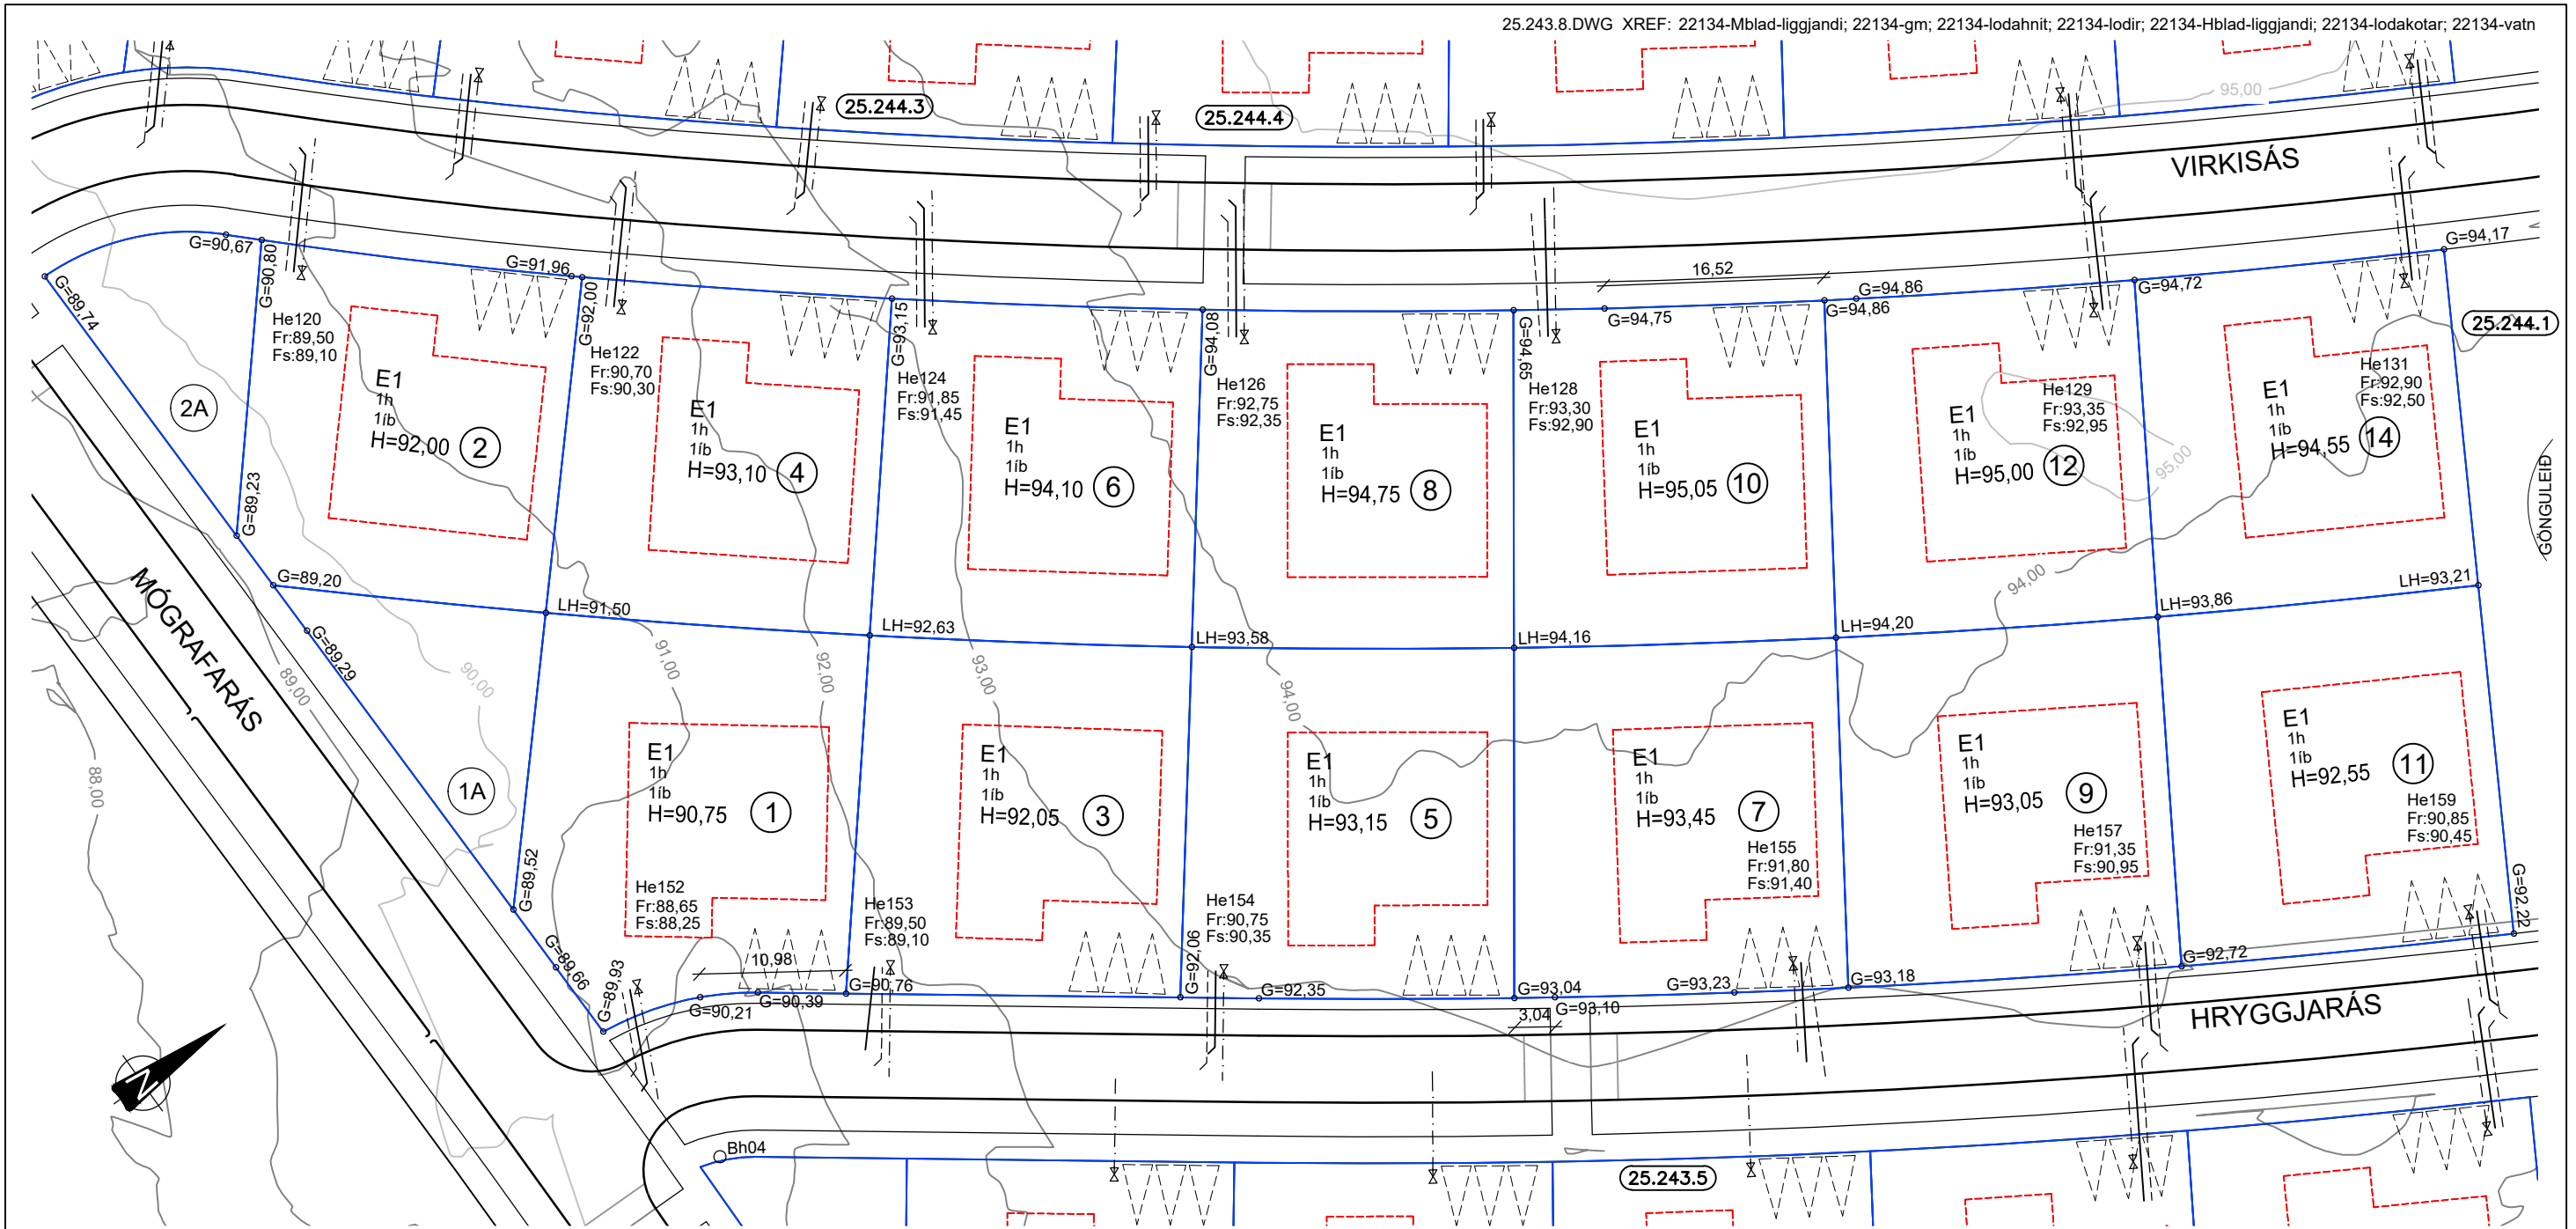 25.243.8.DWG XREF: 22134-Mblad-liggjandi; 22134-gm; 22134-lodahnit; 22134-lodir; 22134-Hblad-liggjandi; 22134-lodakotar; 22134-vatn
25.244.3
25.244.4
95,00
VIRKISÁS
G=90,67
G=90,80
G=91,96
G=92,00
G=93,15
G=94,08
G=94,65
G=94,75
16,52
G=94,86
G=94,86
G=94,72
G=94,17
25.244.1
G=89,74
He120
Fr:89,50
Fs:89,10
He122
Fr:90,70
Fs:90,30
He124
Fr:91,85
Fs:91,45
He126
Fr:92,75
Fs:92,35
He128
Fr:93,30
Fs:92,90
He129
Fr:93,35
Fs:92,95
He131
Fr:92,90
Fs:92,50
2A
E1
1h
1íb
H=92,00
2
E1
1h
1íb
H=93,10
4
E1
1h
1íb
H=94,10
6
E1
1h
1íb
H=94,75
8
E1
1h
1íb
H=95,05
10
E1
1h
1íb
H=95,00
12
E1
1h
1íb
H=94,55
14
95,00
GÖNGULEIÐ
G=89,23
G=89,20
LH=91,50
LH=92,63
LH=93,58
LH=94,16
LH=94,20
LH=93,86
LH=93,21
94,00
MÓGRAFARÁS
G=89,29
89,00
90,00
91,00
92,00
93,00
94,00
88,00
1A
E1
1h
1íb
H=90,75
1
E1
1h
1íb
H=92,05
3
E1
1h
1íb
H=93,15
5
E1
1h
1íb
H=93,45
7
E1
1h
1íb
H=93,05
9
E1
1h
1íb
H=92,55
11
He152
Fr:88,65
Fs:88,25
He153
Fr:89,50
Fs:89,10
He154
Fr:90,75
Fs:90,35
He155
Fr:91,80
Fs:91,40
He157
Fr:91,35
Fs:90,95
He159
Fr:90,85
Fs:90,45
G=89,52
G=89,66
G=89,93
10,98
G=90,21
G=90,39
G=90,76
G=92,06
G=92,35
G=93,04
3,04
G=93,10
G=93,23
G=93,18
G=92,72
G=92,22
HRYGGJARÁS
N
Bh04
25.243.5